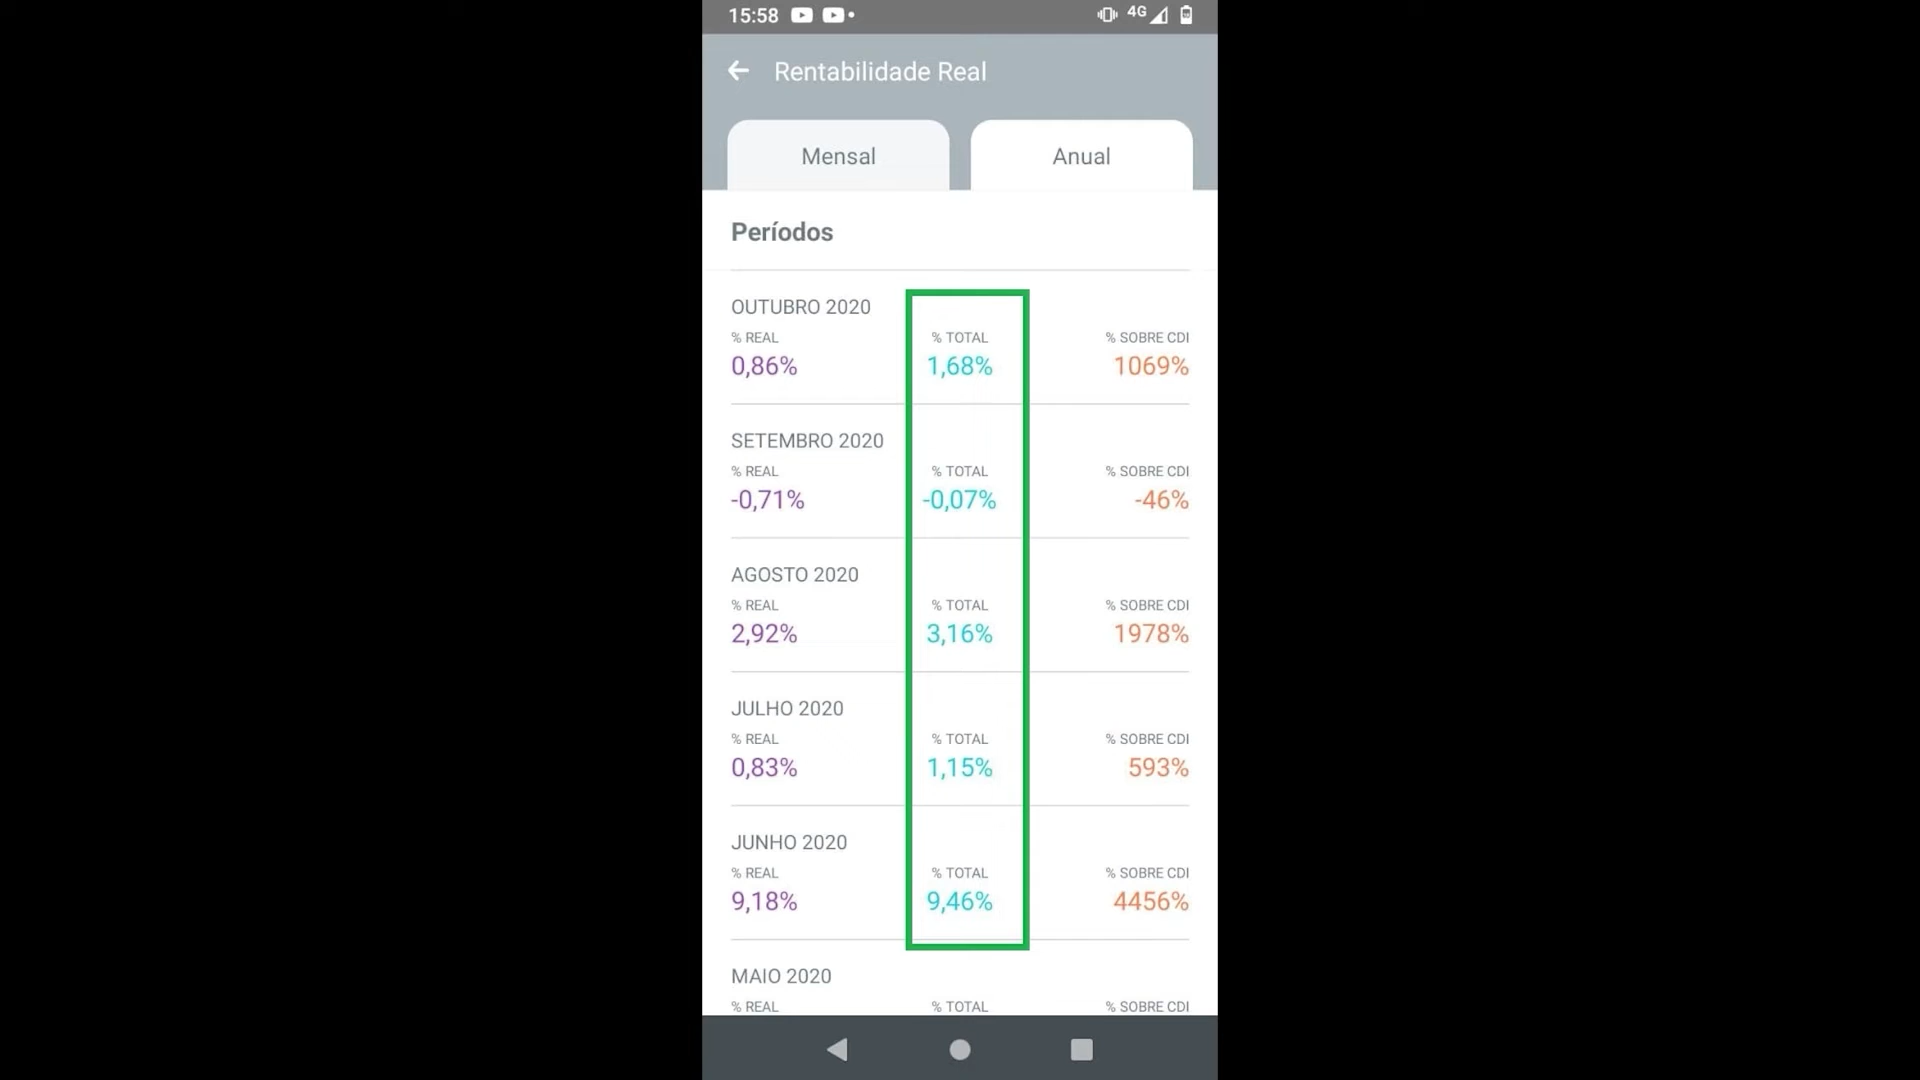 15:58
4G
Rentabilidade Real
Mensal Anual
Períodos
OUTUBRO 2020
% REAL % TOTAL % SOBRE CDI
0,86% 1,68% 1069%
SETEMBRO 2020
% REAL % TOTAL % SOBRE CDI
-0,71% -0,07% -46%
AGOSTO 2020
% REAL % TOTAL % SOBRE CDI
2,92% 3,16% 1978%
JULHO 2020
% REAL % TOTAL % SOBRE CDI
0,83% 1,15% 593%
JUNHO 2020
% REAL % TOTAL % SOBRE CDI
9,18% 9,46% 4456%
MAIO 2020
% REAL % TOTAL % SOBRE CDI